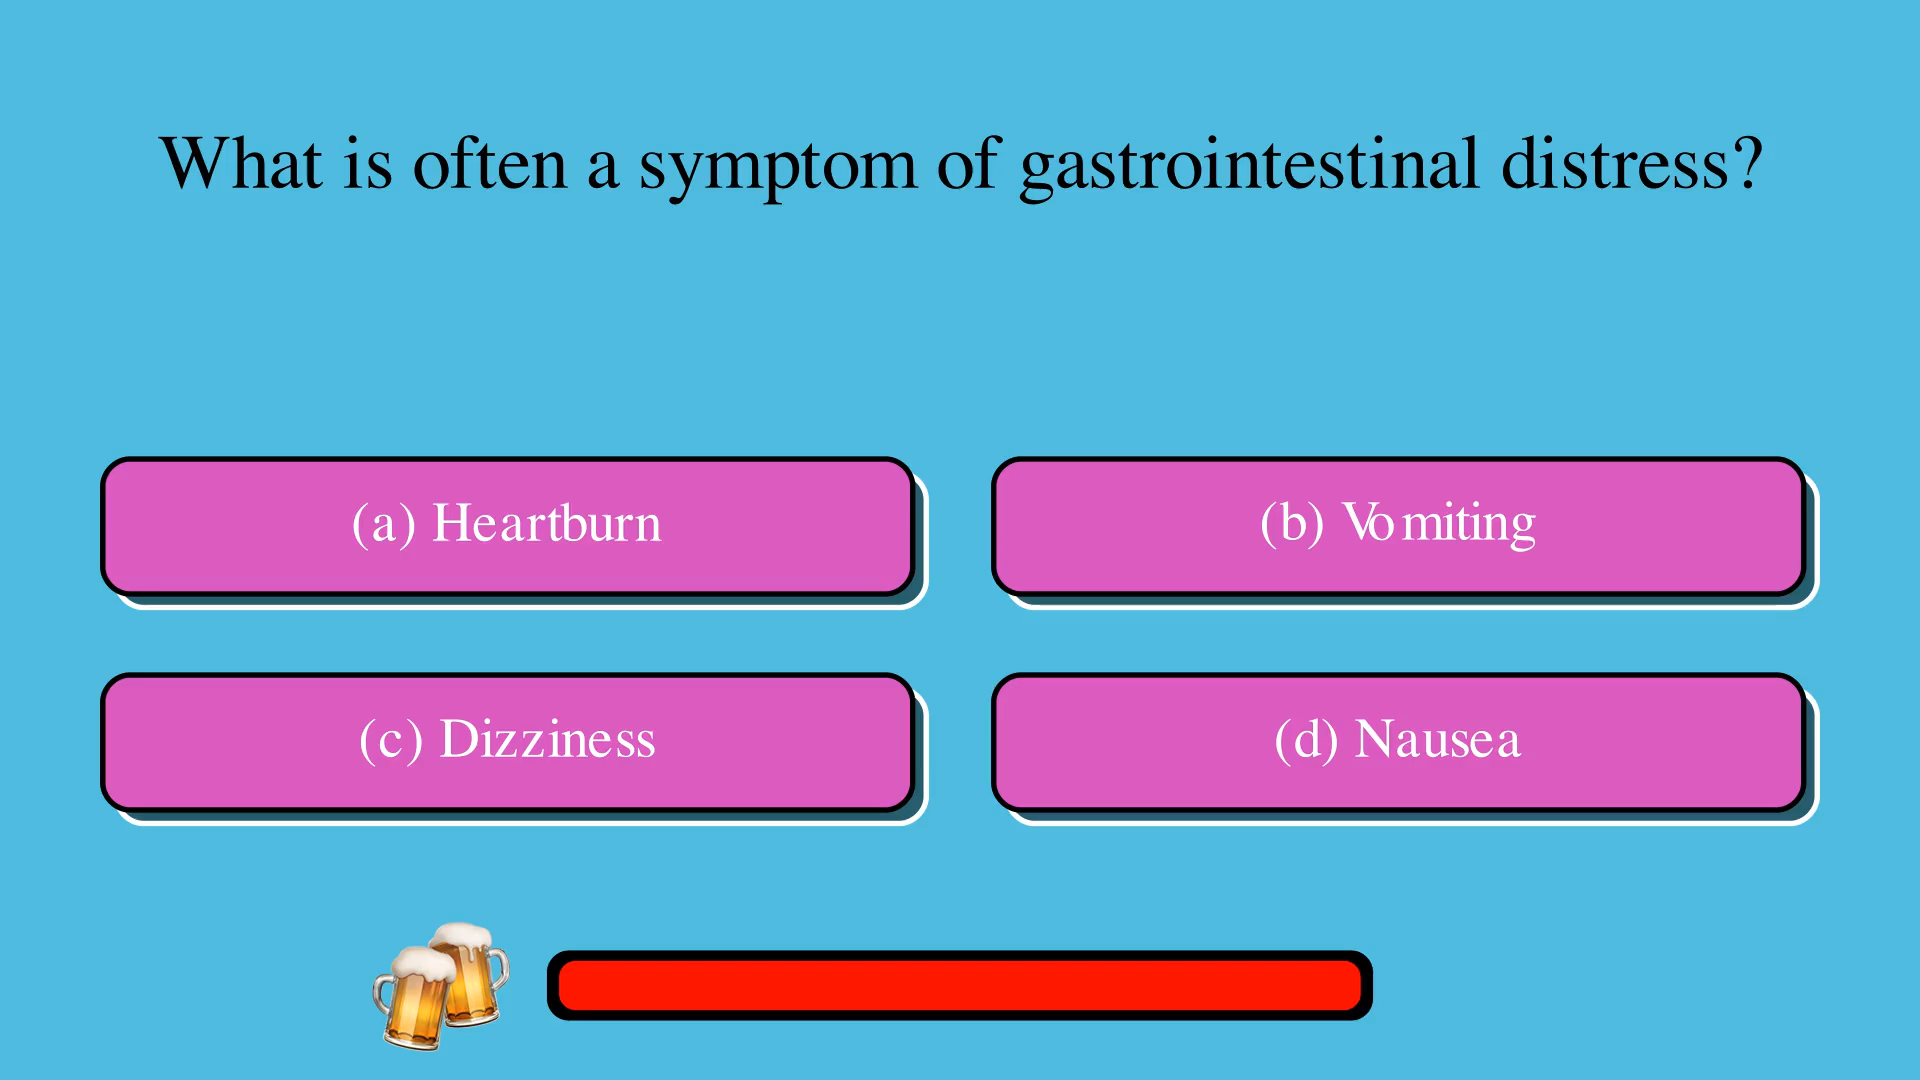 What is often a symptom of gastrointestinal distress?
(a) Heartburn
(b) Vomiting
(c) Dizziness
(d) Nausea